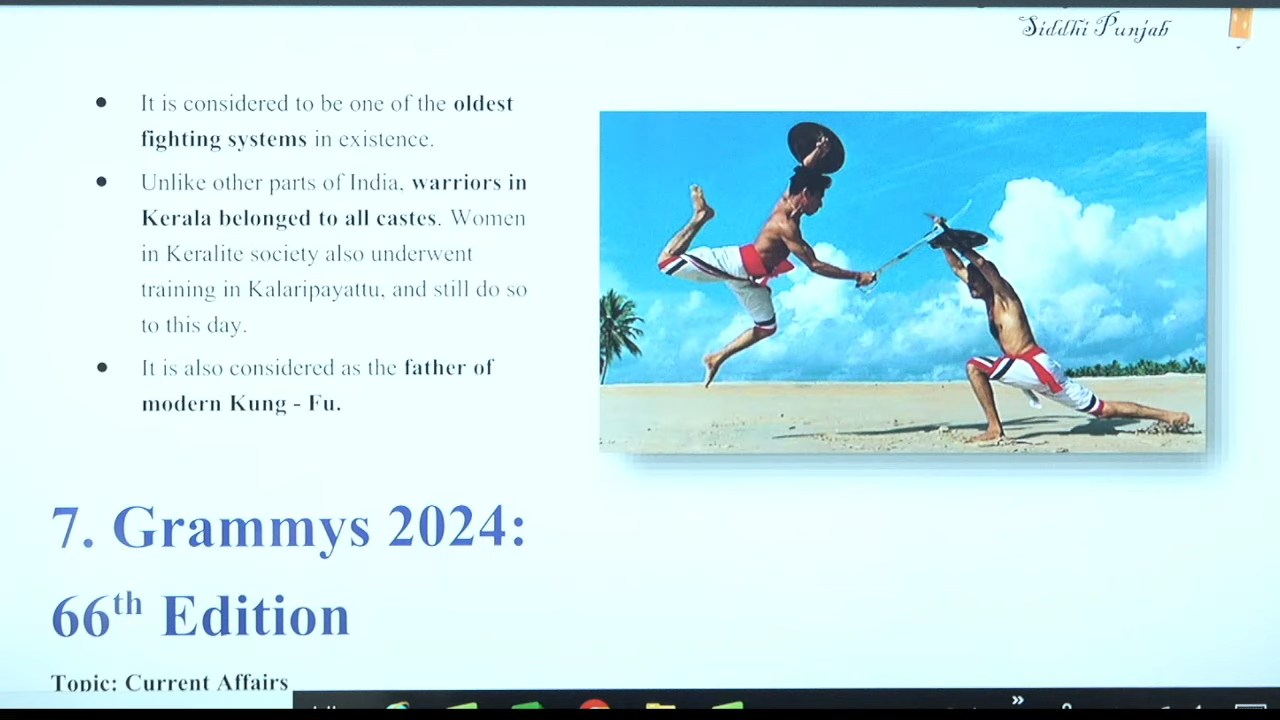 Siddhi Punjab
• It is considered to be one of the oldest
fighting systems in existence.
• Unlike other parts of India, warriors in
Kerala belonged to all castes. Women
in Keralite society also underwent
training in Kalaripayattu, and still do so
to this day.
• It is also considered as the father of
modern Kung - Fu.
7. Grammys 2024:
66th Edition
Topic: Current Affairs